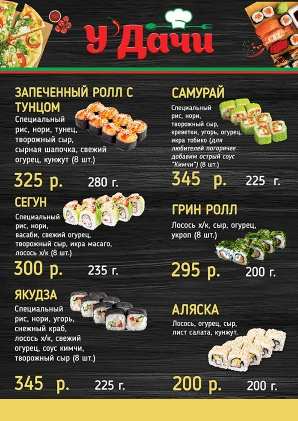 У Дачи
ЗАПЕЧЕННЫЙ РОЛЛ С
ТУНЦОМ
Специальный
рис, нори, тунец,
творожный сыр,
сырная шапочка, свежий
огурец, кунжут (8 шт.)
325 р. 280 г.
САМУРАЙ
Специальный
рис, нори,
творожный сыр,
креветки, угорь, огурец,
икра тобико (для
любителей погорячее
добавим острый соус
"Кимчи") (8 шт.)
345 р. 225 г.
СЕГУН
Специальный
рис, нори,
васаби, свежий огурец,
творожный сыр, икра масаго,
лосось х/к (8 шт.)
300 р. 235 г.
ГРИН РОЛЛ
Лосось х/к, сыр, огурец,
укроп (8 шт.)
295 р. 200 г.
ЯКУДЗА
Специальный
рис, нори, угорь,
снежный краб,
лосось х/к, свежий
огурец, соус кимчи,
творожный сыр (8 шт.)
345 р. 225 г.
АЛЯСКА
Лосось, огурец, сыр,
лист салата, кунжут.
200 р. 200 г.